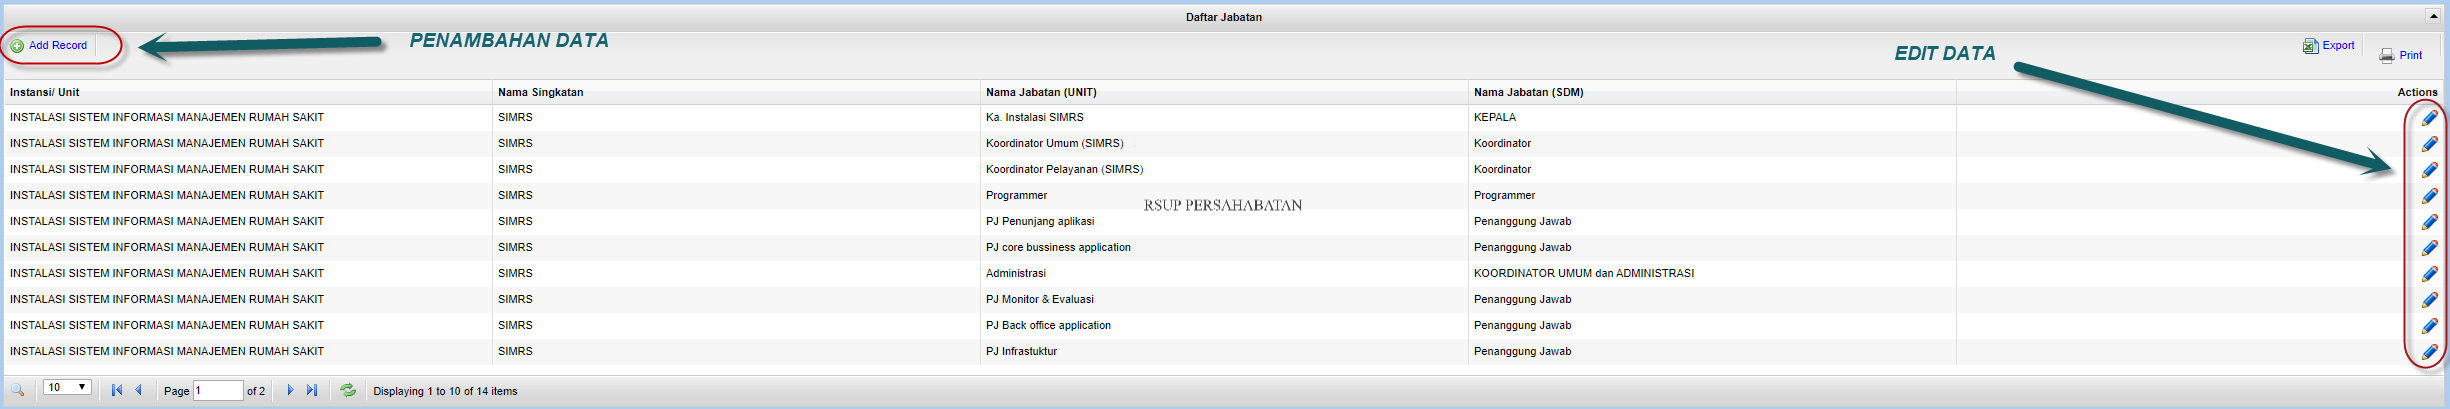 Daftar Jabatan
Add Record
PENAMBAHAN DATA
EDIT DATA
Export
Print
Instansi/ Unit Nama Singkatan Nama Jabatan (UNIT) Nama Jabatan (SDM) Actions
INSTALASI SISTEM INFORMASI MANAJEMEN RUMAH SAKIT SIMRS Ka. Instalasi SIMRS KEPALA
INSTALASI SISTEM INFORMASI MANAJEMEN RUMAH SAKIT SIMRS Koordinator Umum (SIMRS) Koordinator
INSTALASI SISTEM INFORMASI MANAJEMEN RUMAH SAKIT SIMRS Koordinator Pelayanan (SIMRS) Koordinator
INSTALASI SISTEM INFORMASI MANAJEMEN RUMAH SAKIT SIMRS Programmer Programmer
RSUP PERSAHABATAN
INSTALASI SISTEM INFORMASI MANAJEMEN RUMAH SAKIT SIMRS PJ Penunjang aplikasi Penanggung Jawab
INSTALASI SISTEM INFORMASI MANAJEMEN RUMAH SAKIT SIMRS PJ core bussiness application Penanggung Jawab
INSTALASI SISTEM INFORMASI MANAJEMEN RUMAH SAKIT SIMRS Administrasi KOORDINATOR UMUM dan ADMINISTRASI
INSTALASI SISTEM INFORMASI MANAJEMEN RUMAH SAKIT SIMRS PJ Monitor & Evaluasi Penanggung Jawab
INSTALASI SISTEM INFORMASI MANAJEMEN RUMAH SAKIT SIMRS PJ Back office application Penanggung Jawab
INSTALASI SISTEM INFORMASI MANAJEMEN RUMAH SAKIT SIMRS PJ Infrastuktur Penanggung Jawab
10 Page 1 of 2 Displaying 1 to 10 of 14 items